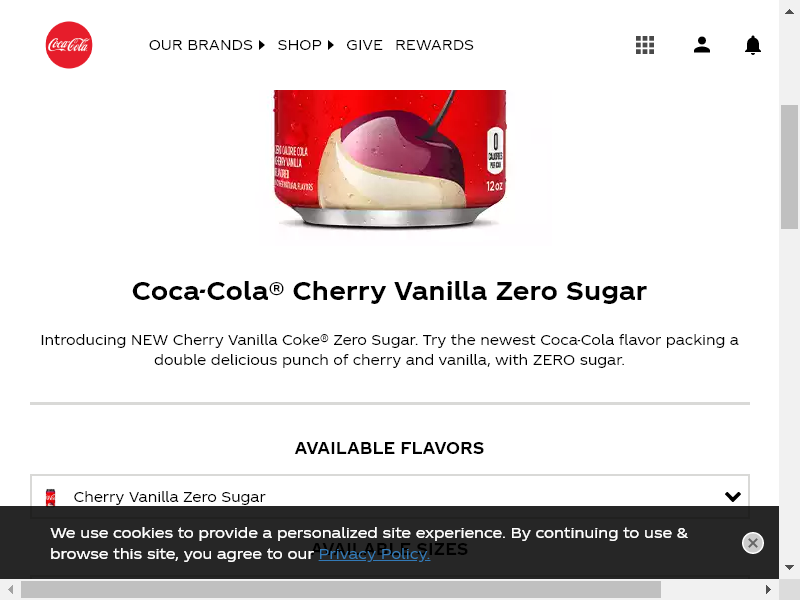 Coca-Cola
OUR BRANDS
SHOP
GIVE
REWARDS
ZERO CALORIE COLA
CHERRY VANILLA
FLAVORED
0
CALORIES
PER CAN
12 oz
Coca-Cola® Cherry Vanilla Zero Sugar
Introducing NEW Cherry Vanilla Coke® Zero Sugar. Try the newest Coca-Cola flavor packing a
double delicious punch of cherry and vanilla, with ZERO sugar.
AVAILABLE FLAVORS
Cherry Vanilla Zero Sugar
AVAILABLE SIZES
We use cookies to provide a personalized site experience. By continuing to use &
browse this site, you agree to our Privacy Policy.